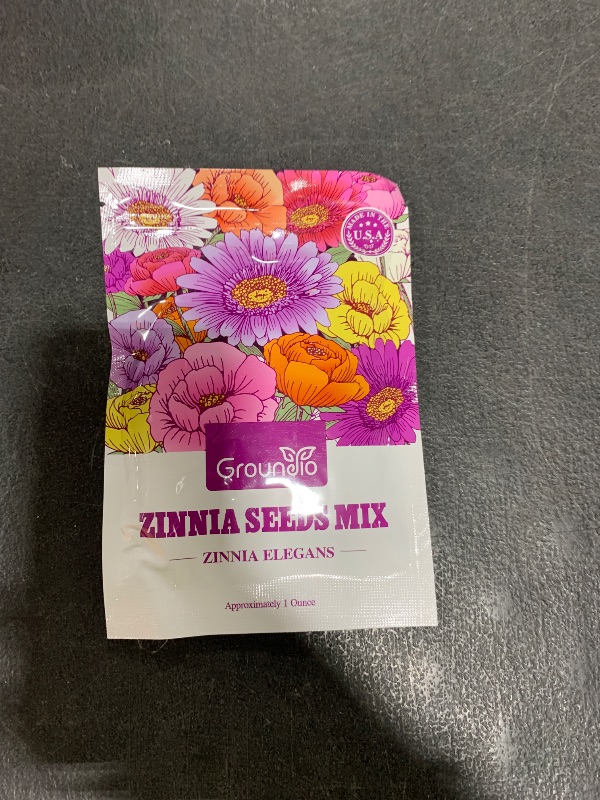 MADE IN THE
U.S.A
Groundio
ZINNIA SEEDS MIX
ZINNIA ELEGANS
Approximately 1 Ounce